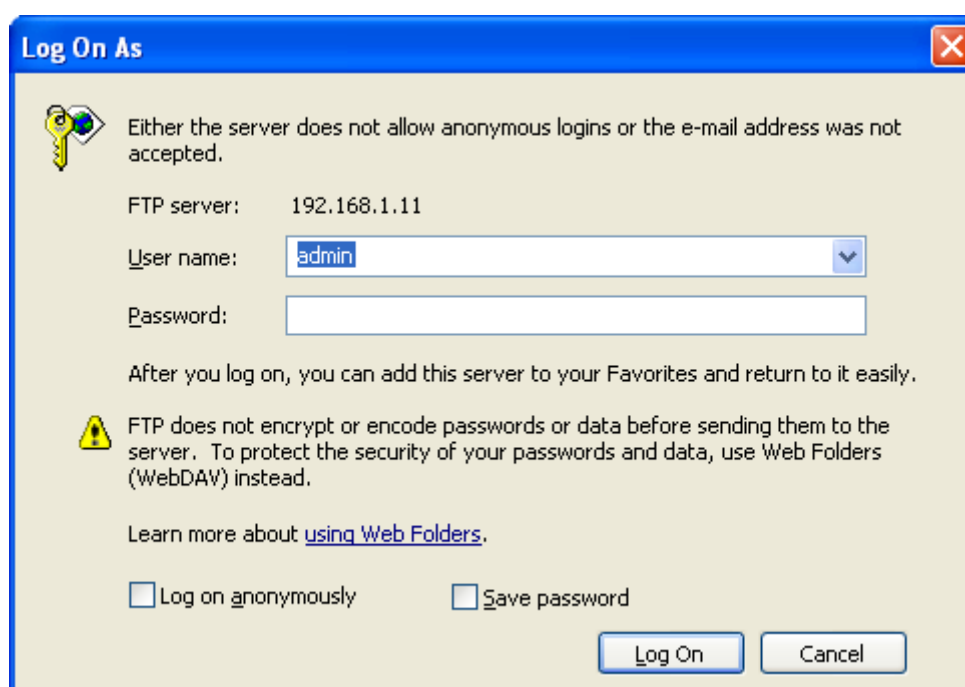 Log On As
Either the server does not allow anonymous logins or the e-mail address was not
accepted.
FTP server: 192.168.1.11
User name: admin
Password:
After you log on, you can add this server to your Favorites and return to it easily.
FTP does not encrypt or encode passwords or data before sending them to the
server. To protect the security of your passwords and data, use Web Folders
(WebDAV) instead.
Learn more about using Web Folders.
Log on anonymously Save password
Log On Cancel